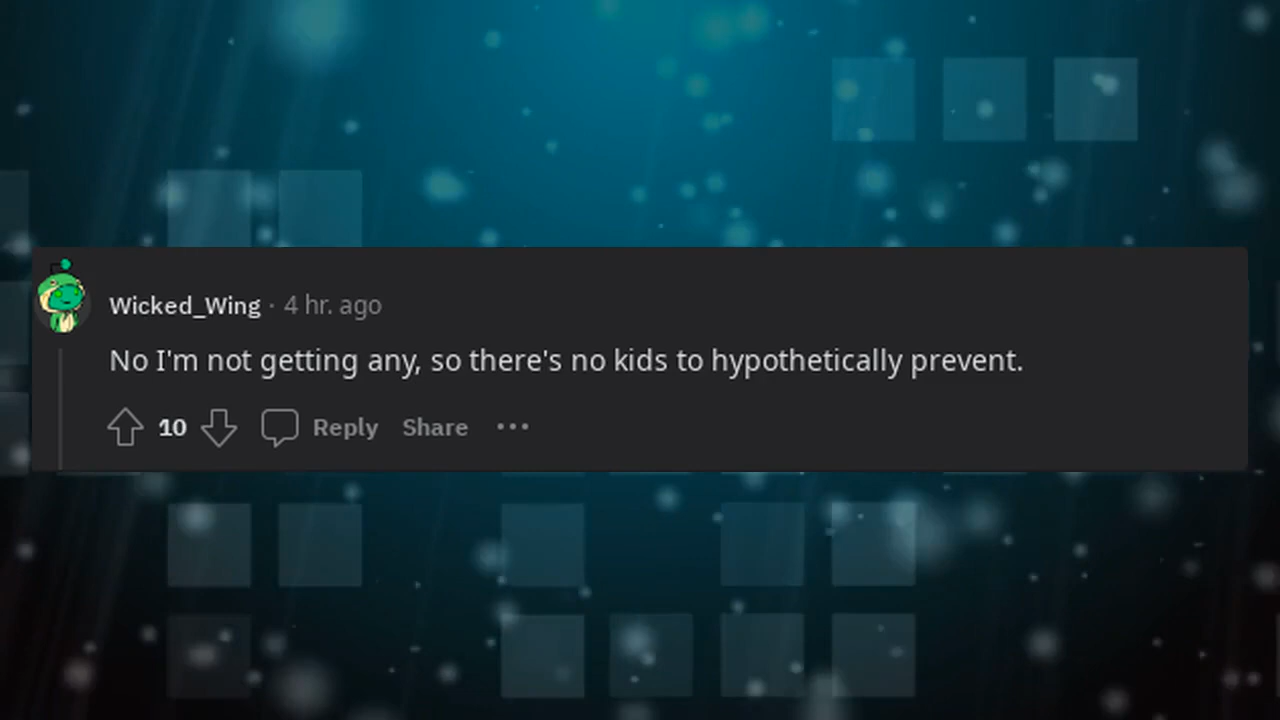 Wicked_Wing · 4 hr. ago
No I'm not getting any, so there's no kids to hypothetically prevent.
10 Reply Share ···